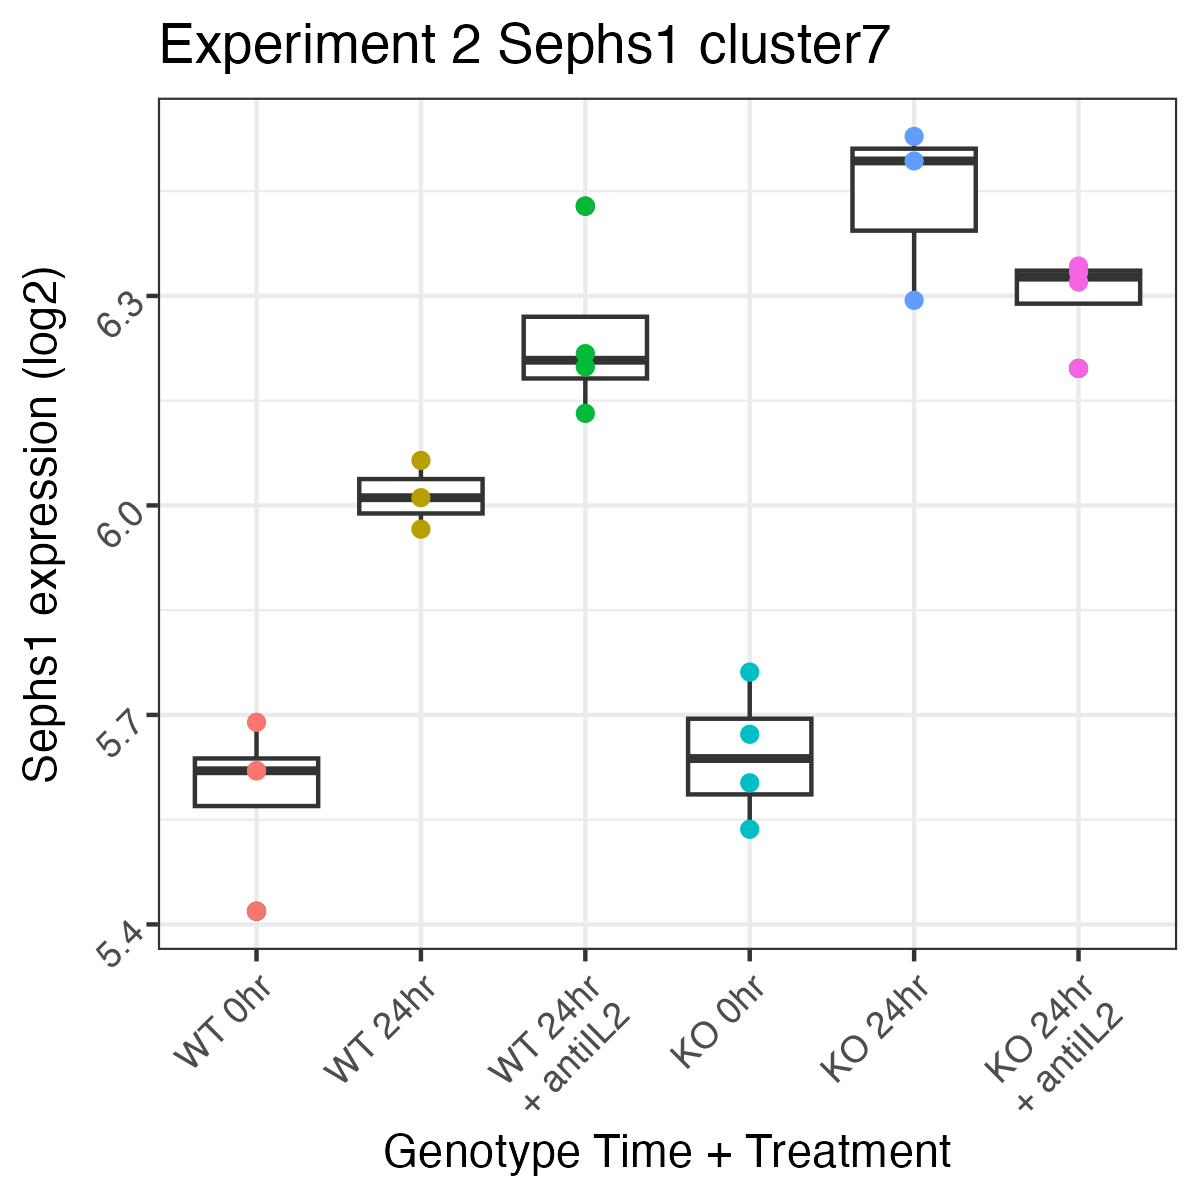 Experiment 2 Sephs1 cluster7
Sephs1 expression (log2)
6.3
6.0
5.7
5.4
WT 0hr
WT 24hr
WT 24hr
+ antiIL2
KO 0hr
KO 24hr
KO 24hr
+ antiIL2
Genotype Time + Treatment